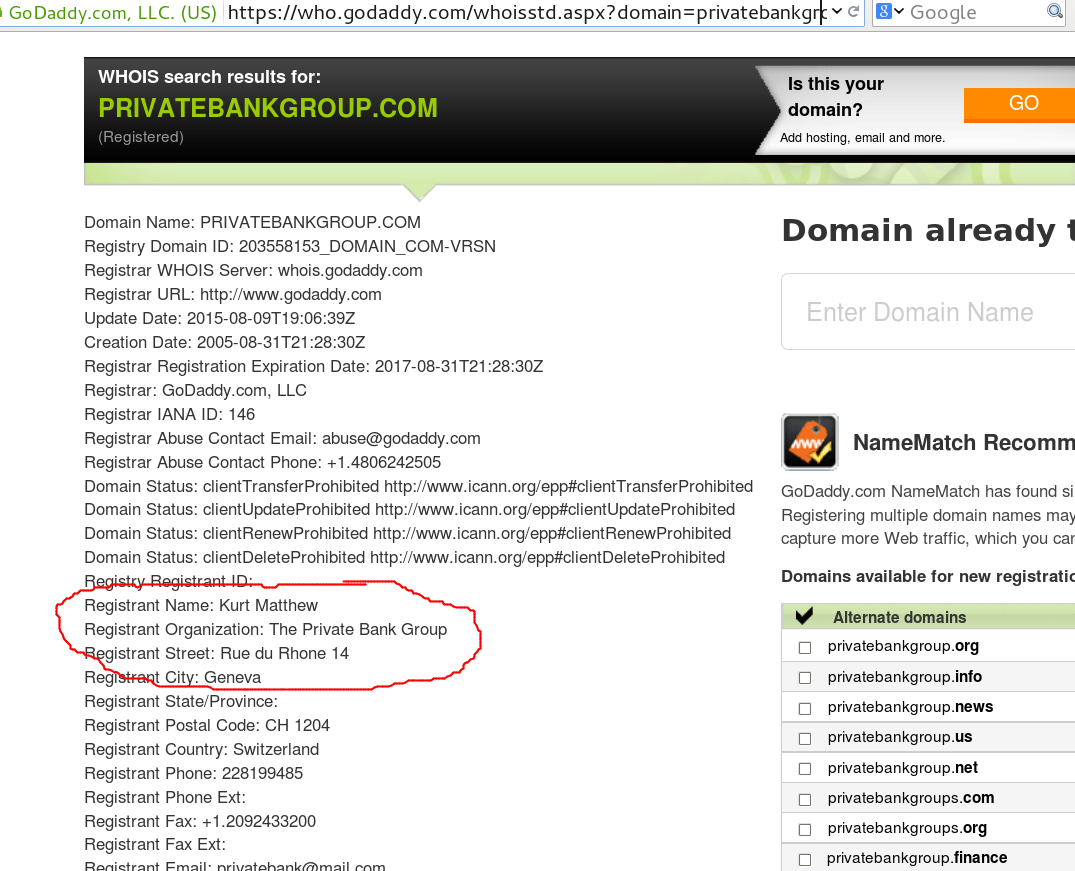 GoDaddy.com, LLC. (US) https://who.godaddy.com/whoisstd.aspx?domain=privatebankgr
Google
WHOIS search results for:
PRIVATEBANKGROUP.COM
(Registered)
Is this your
domain?
GO
Add hosting, email and more.
Domain Name: PRIVATEBANKGROUP.COM
Registry Domain ID: 203558153_DOMAIN_COM-VRSN
Registrar WHOIS Server: whois.godaddy.com
Registrar URL: http://www.godaddy.com
Update Date: 2015-08-09T19:06:39Z
Creation Date: 2005-08-31T21:28:30Z
Registrar Registration Expiration Date: 2017-08-31T21:28:30Z
Registrar: GoDaddy.com, LLC
Registrar IANA ID: 146
Registrar Abuse Contact Email: abuse@godaddy.com
Registrar Abuse Contact Phone: +1.4806242505
Domain Status: clientTransferProhibited http://www.icann.org/epp#clientTransferProhibited
Domain Status: clientUpdateProhibited http://www.icann.org/epp#clientUpdateProhibited
Domain Status: clientRenewProhibited http://www.icann.org/epp#clientRenewProhibited
Domain Status: clientDeleteProhibited http://www.icann.org/epp#clientDeleteProhibited
Registry Registrant ID:
Registrant Name: Kurt Matthew
Registrant Organization: The Private Bank Group
Registrant Street: Rue du Rhone 14
Registrant City: Geneva
Registrant State/Province:
Registrant Postal Code: CH 1204
Registrant Country: Switzerland
Registrant Phone: 228199485
Registrant Phone Ext:
Registrant Fax: +1.2092433200
Registrant Fax Ext:
Registrant Email: privatebank@mail.com
Domain already t
Enter Domain Name
www
NameMatch Recomm
GoDaddy.com NameMatch has found si
Registering multiple domain names may
capture more Web traffic, which you can
Domains available for new registratio
Alternate domains
privatebankgroup.org
privatebankgroup.info
privatebankgroup.news
privatebankgroup.us
privatebankgroup.net
privatebankgroups.com
privatebankgroups.org
privatebankgroup.finance